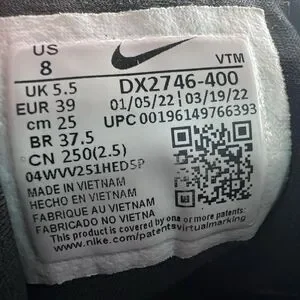 US
8
VTM
UK 5.5
EUR 39
cm 25
BR 37.5
CN 250(2.5)
DX2746-400
01/05/22 / 03/19/22
UPC 00196149766393
04WVV251HED5P
MADE IN VIETNAM
HECHO EN VIETNAM
FABRIQUE AU VIETNAM
FABRICADO NO VIETNA
This product is covered by one or more patents.
www.nike.com/patentsvirtualmarking